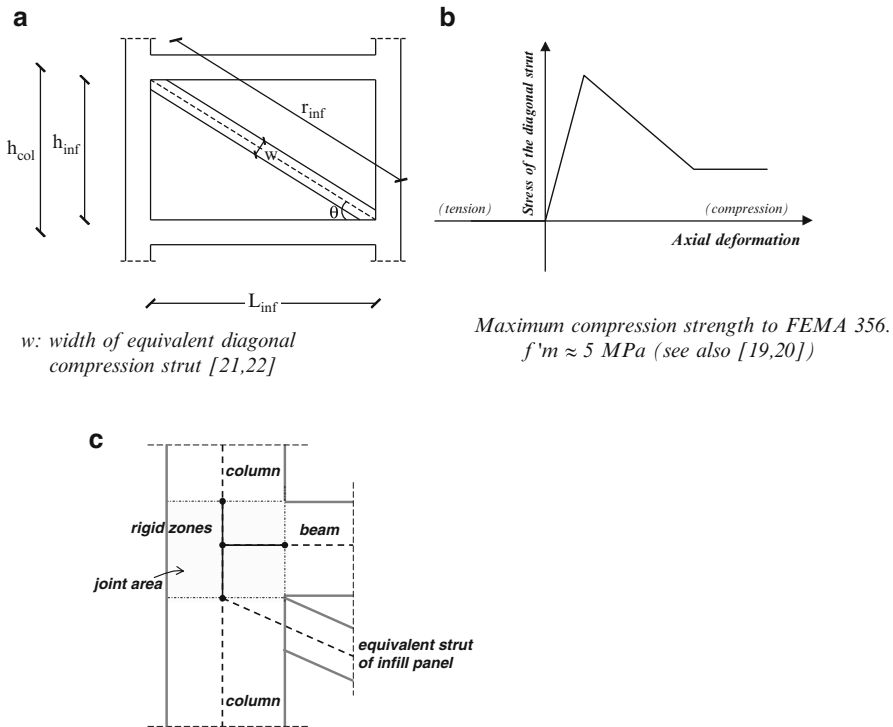 a
h_col
h_inf
r_inf
w
θ
L_inf
w: width of equivalent diagonal
compression strut [21,22]
b
Stress of the diagonal strut
(tension)
(compression)
Axial deformation
Maximum compression strength to FEMA 356.
f'm ≈ 5 MPa (see also [19,20])
c
column
rigid zones
beam
joint area
equivalent strut
of infill panel
column